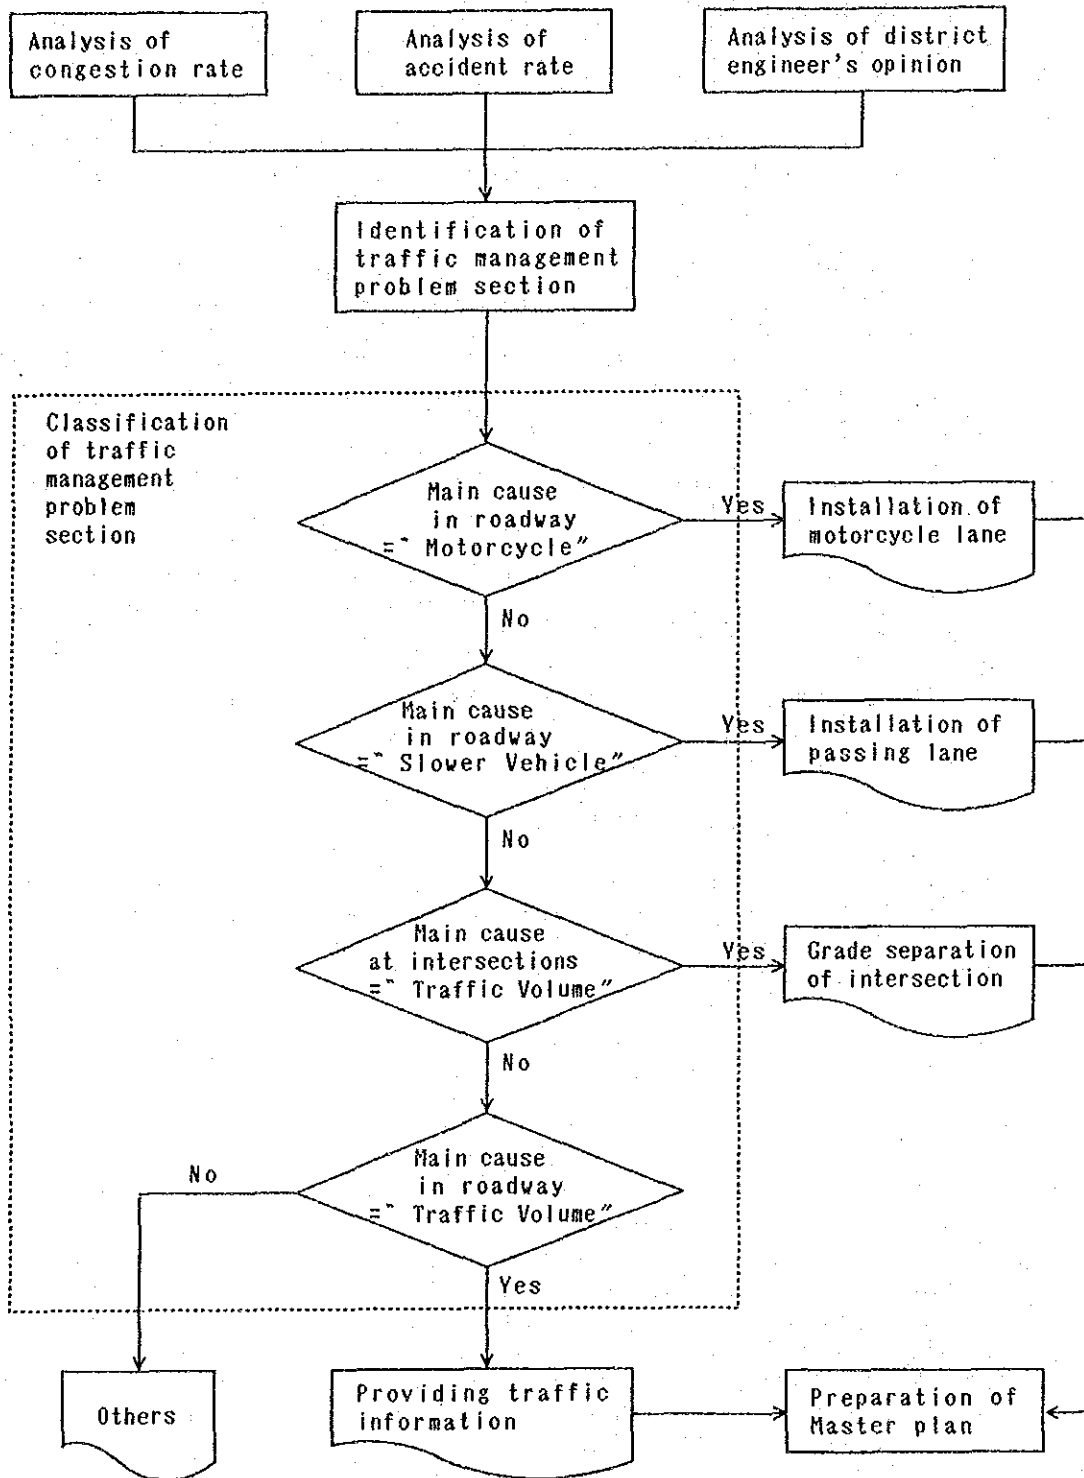 Analysis of
congestion rate
Analysis of
accident rate
Analysis of district
engineer's opinion
Identification of
traffic management
problem section
Classification
of traffic
management
problem
section
Main cause
in roadway
=" Motorcycle"
Yes
Installation of
motorcycle lane
No
Main cause
in roadway
=" Slower Vehicle"
Yes
Installation of
passing lane
No
Main cause
at intersections
=" Traffic Volume"
Yes
Grade separation
of intersection
No
Main cause
in roadway
=" Traffic Volume"
No
Yes
Others
Providing traffic
information
Preparation of
Master plan